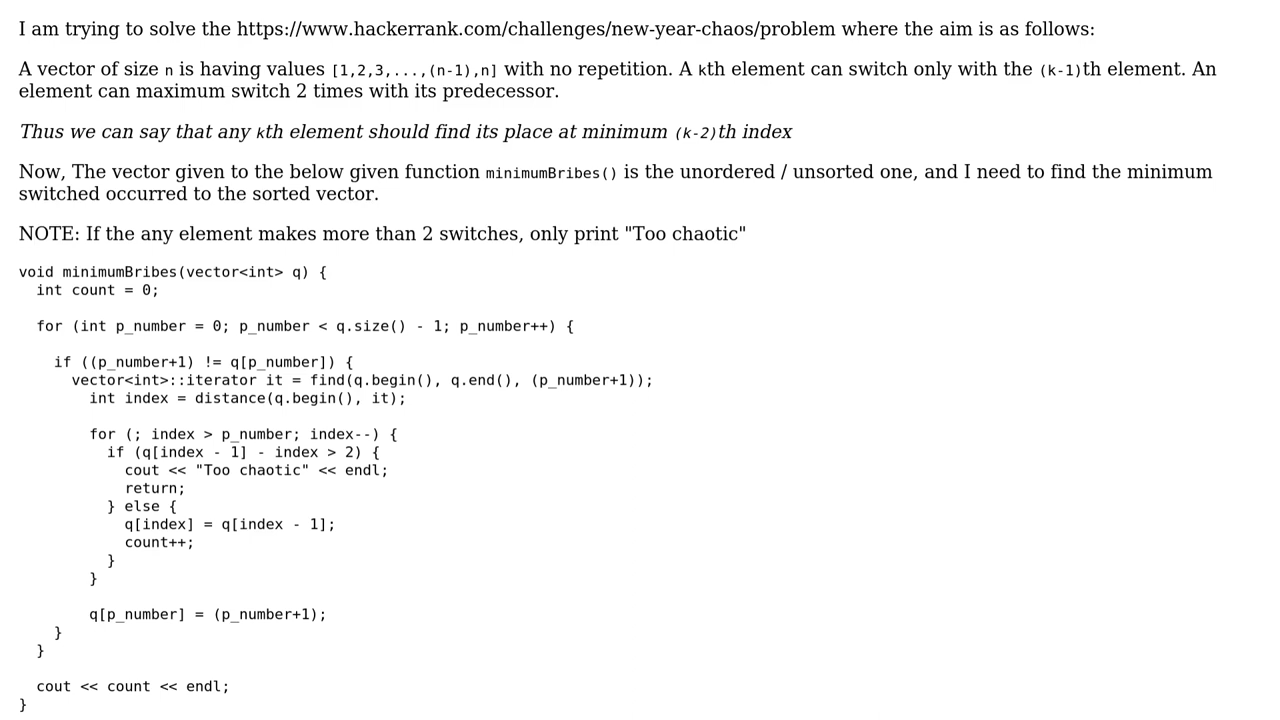 I am trying to solve the https://www.hackerrank.com/challenges/new-year-chaos/problem where the aim is as follows:
A vector of size n is having values [1,2,3,...,(n-1),n] with no repetition. A kth element can switch only with the (k-1)th element. An
element can maximum switch 2 times with its predecessor.
Thus we can say that any kth element should find its place at minimum (k-2)th index
Now, The vector given to the below given function minimumBribes() is the unordered / unsorted one, and I need to find the minimum
switched occurred to the sorted vector.
NOTE: If the any element makes more than 2 switches, only print "Too chaotic"
void minimumBribes(vector<int> q) {
  int count = 0;
  for (int p_number = 0; p_number < q.size() - 1; p_number++) {
    if ((p_number+1) != q[p_number]) {
      vector<int>::iterator it = find(q.begin(), q.end(), (p_number+1));
        int index = distance(q.begin(), it);
        for (; index > p_number; index--) {
          if (q[index - 1] - index > 2) {
            cout << "Too chaotic" << endl;
            return;
          } else {
            q[index] = q[index - 1];
            count++;
          }
        }
        q[p_number] = (p_number+1);
    }
  }
  cout << count << endl;
}